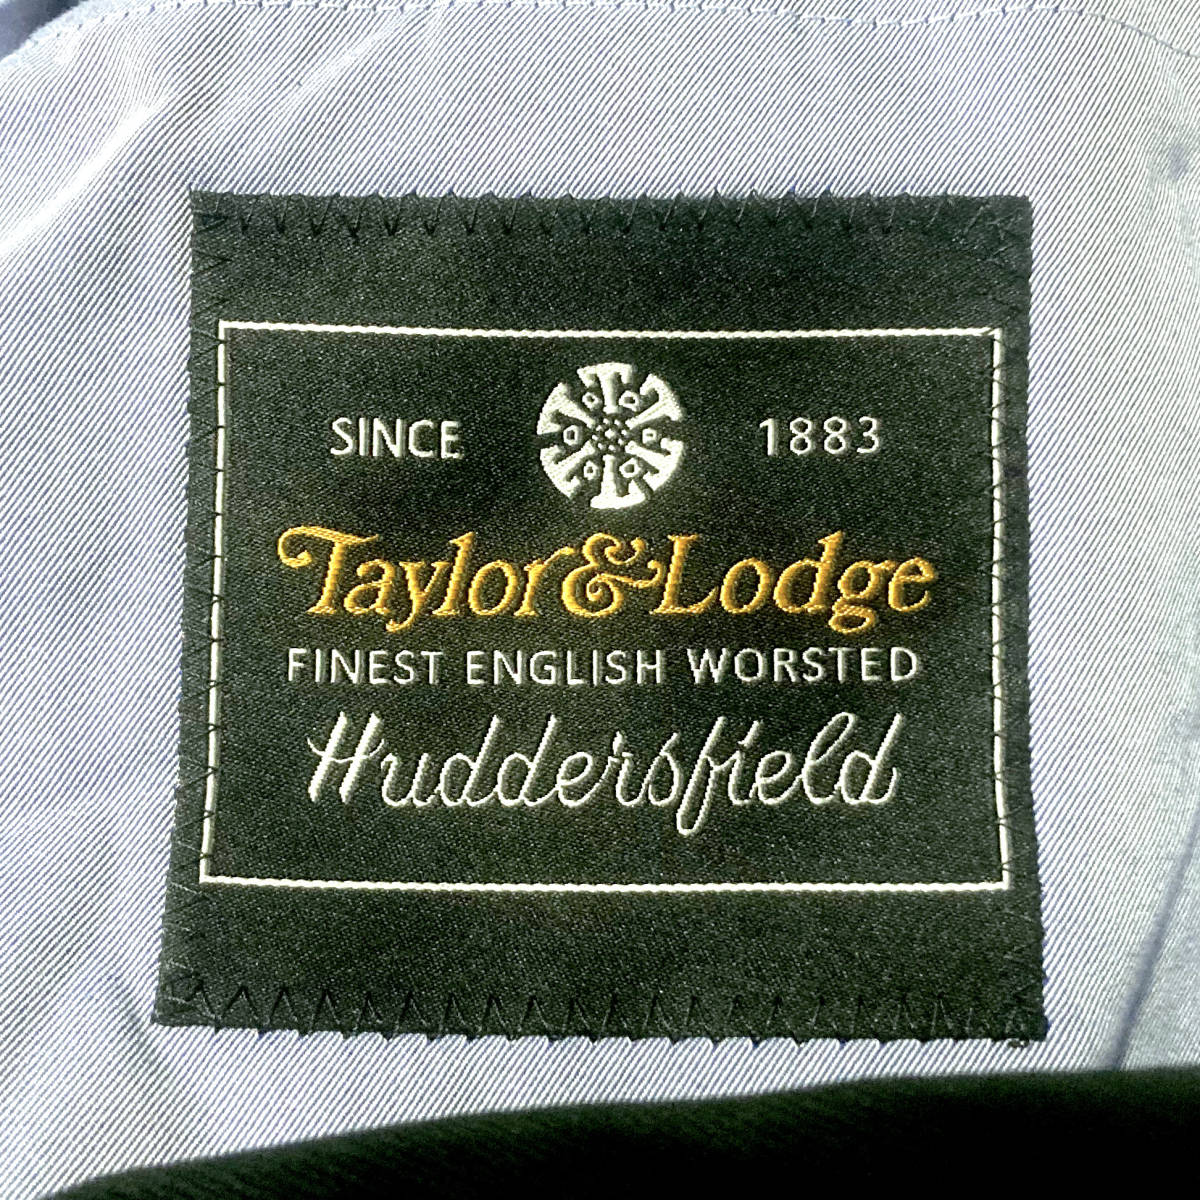 SINCE 1883
Taylor & Lodge
FINEST ENGLISH WORSTED
Huddersfield